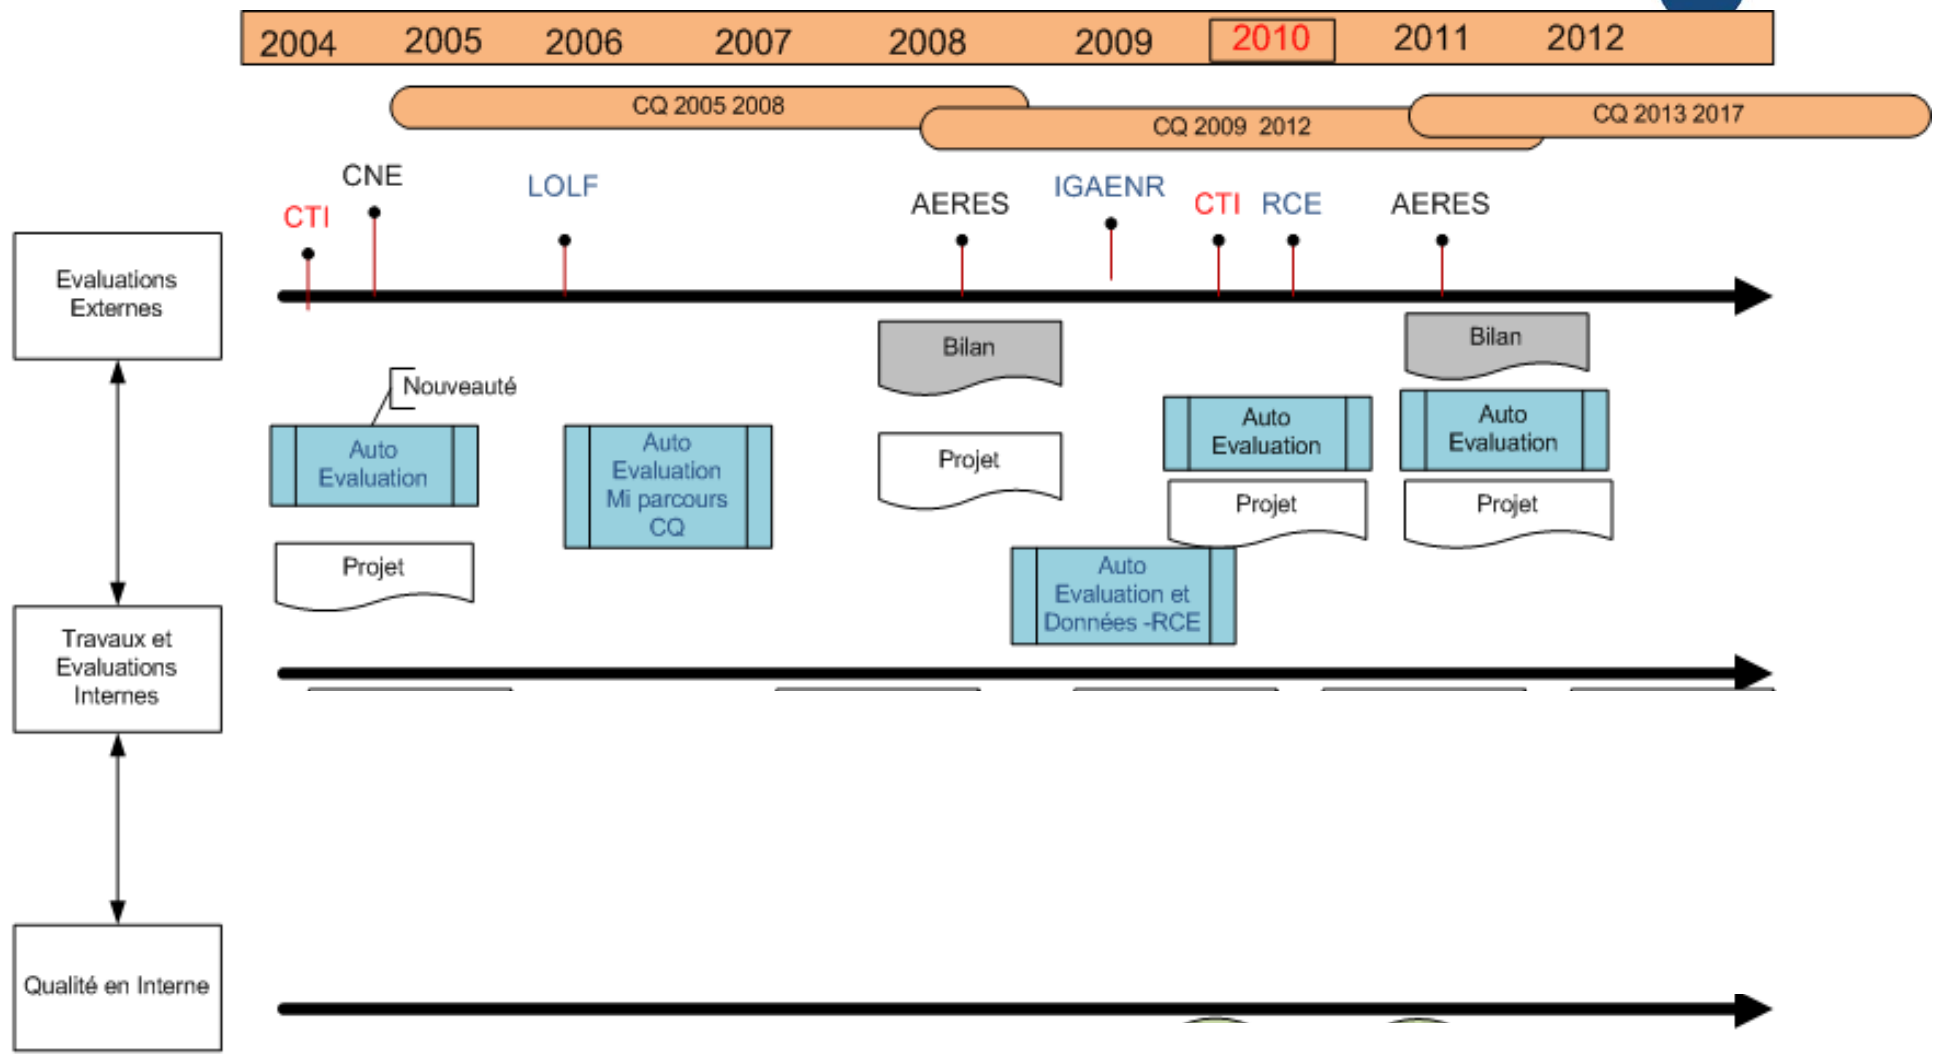 2004 2005 2006 2007 2008 2009 2010 2011 2012
CQ 2005 2008
CQ 2009 2012
CQ 2013 2017
CTI
CNE
LOLF
AERES
IGAENR
CTI
RCE
AERES
Evaluations
Externes
Bilan
Bilan
Nouveauté
Auto
Evaluation
Auto
Evaluation
Mi parcours
CQ
Projet
Auto
Evaluation
Auto
Evaluation
Projet
Projet
Projet
Auto
Evaluation et
Données -RCE
Travaux et
Evaluations
Internes
Qualité en Interne